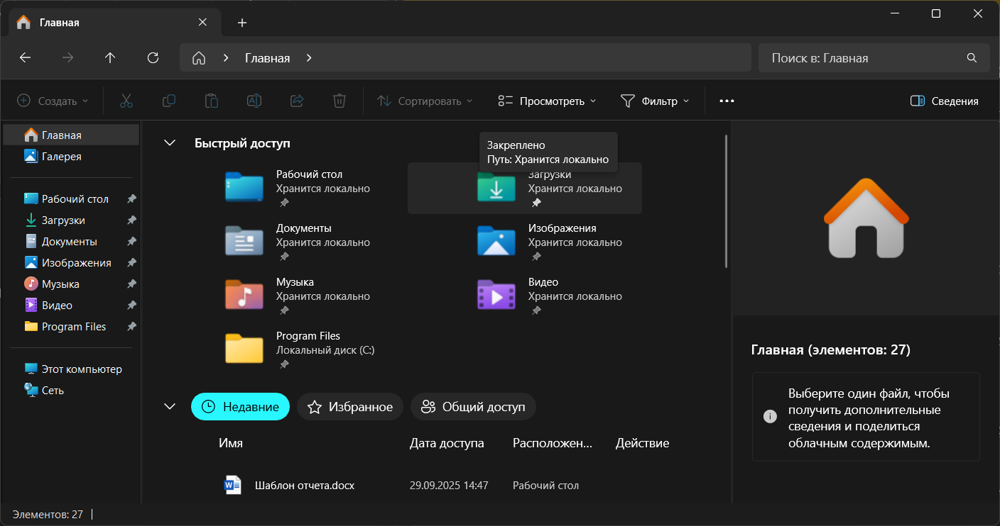 Главная
Главная
Поиск в: Главная
Создать
Сортировать
Просмотреть
Фильтр
Сведения
Главная
Галерея
Рабочий стол
Загрузки
Документы
Изображения
Музыка
Видео
Program Files
Этот компьютер
Сеть
Быстрый доступ
Закреплено
Путь: Хранится локально
Рабочий стол
Хранится локально
Загрузки
Хранится локально
Документы
Хранится локально
Изображения
Хранится локально
Музыка
Хранится локально
Видео
Хранится локально
Program Files
Локальный диск (C:)
Недавние
Избранное
Общий доступ
Имя
Дата доступа
Расположен...
Действие
Шаблон отчета.docx
29.09.2025 14:47
Рабочий стол
Главная (элементов: 27)
Выберите один файл, чтобы
получить дополнительные
сведения и поделиться
облачным содержимым.
Элементов: 27